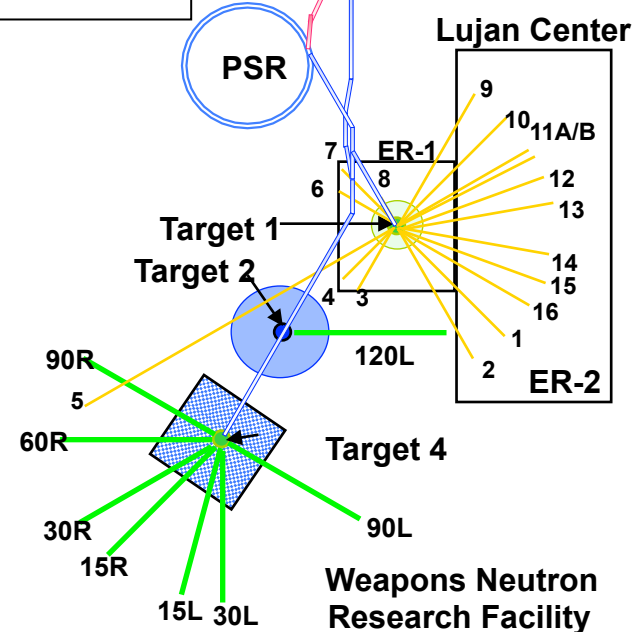 Lujan Center
PSR
9
10
11A/B
7
ER-1
8
12
6
13
Target 1
14
Target 2
15
4
3
16
1
120L
90R
2
ER-2
5
60R
Target 4
30R
90L
15R
Weapons Neutron
15L
30L
Research Facility